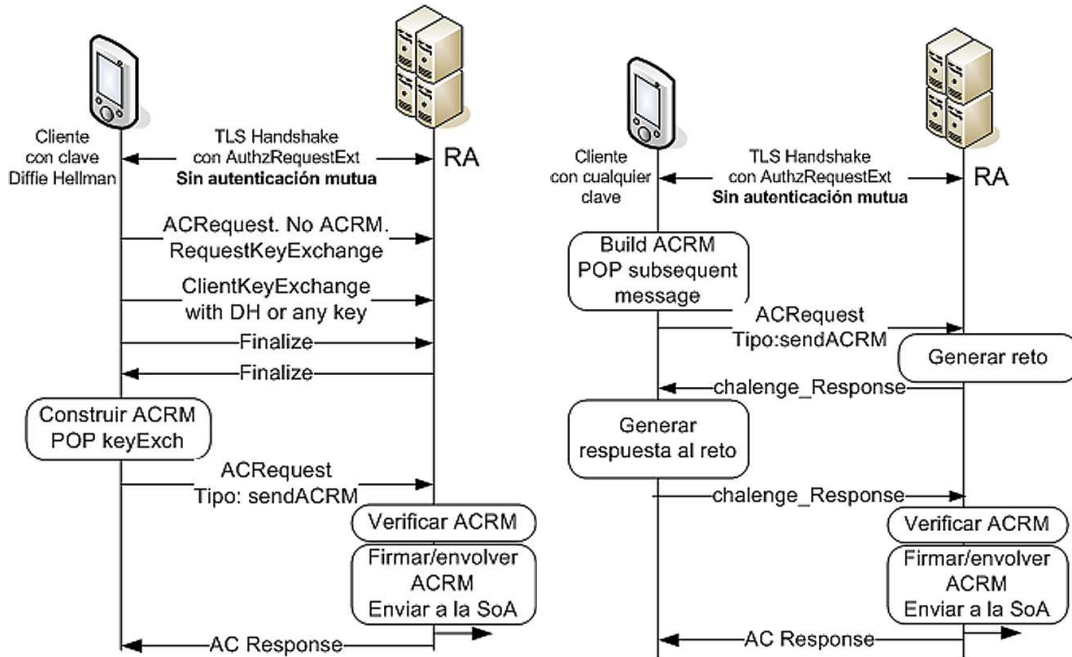 Cliente
con clave
Diffie Hellman
TLS Handshake
con AuthzRequestExt
Sin autenticación mutua
RA
ACRequest. No ACRM.
RequestKeyExchange
ClientKeyExchange
with DH or any key
Finalize
Finalize
Construir ACRM
POP keyExch
ACRequest
Tipo: sendACRM
Verificar ACRM
Firmar/envolver
ACRM
Enviar a la SoA
AC Response
Cliente
con cualquier
clave
TLS Handshake
con AuthzRequestExt
Sin autenticación mutua
RA
Build ACRM
POP subsequent
message
ACRequest
Tipo:sendACRM
Generar reto
chalenge_Response
Generar
respuesta al reto
chalenge_Response
Verificar ACRM
Firmar/envolver
ACRM
Enviar a la SoA
AC Response